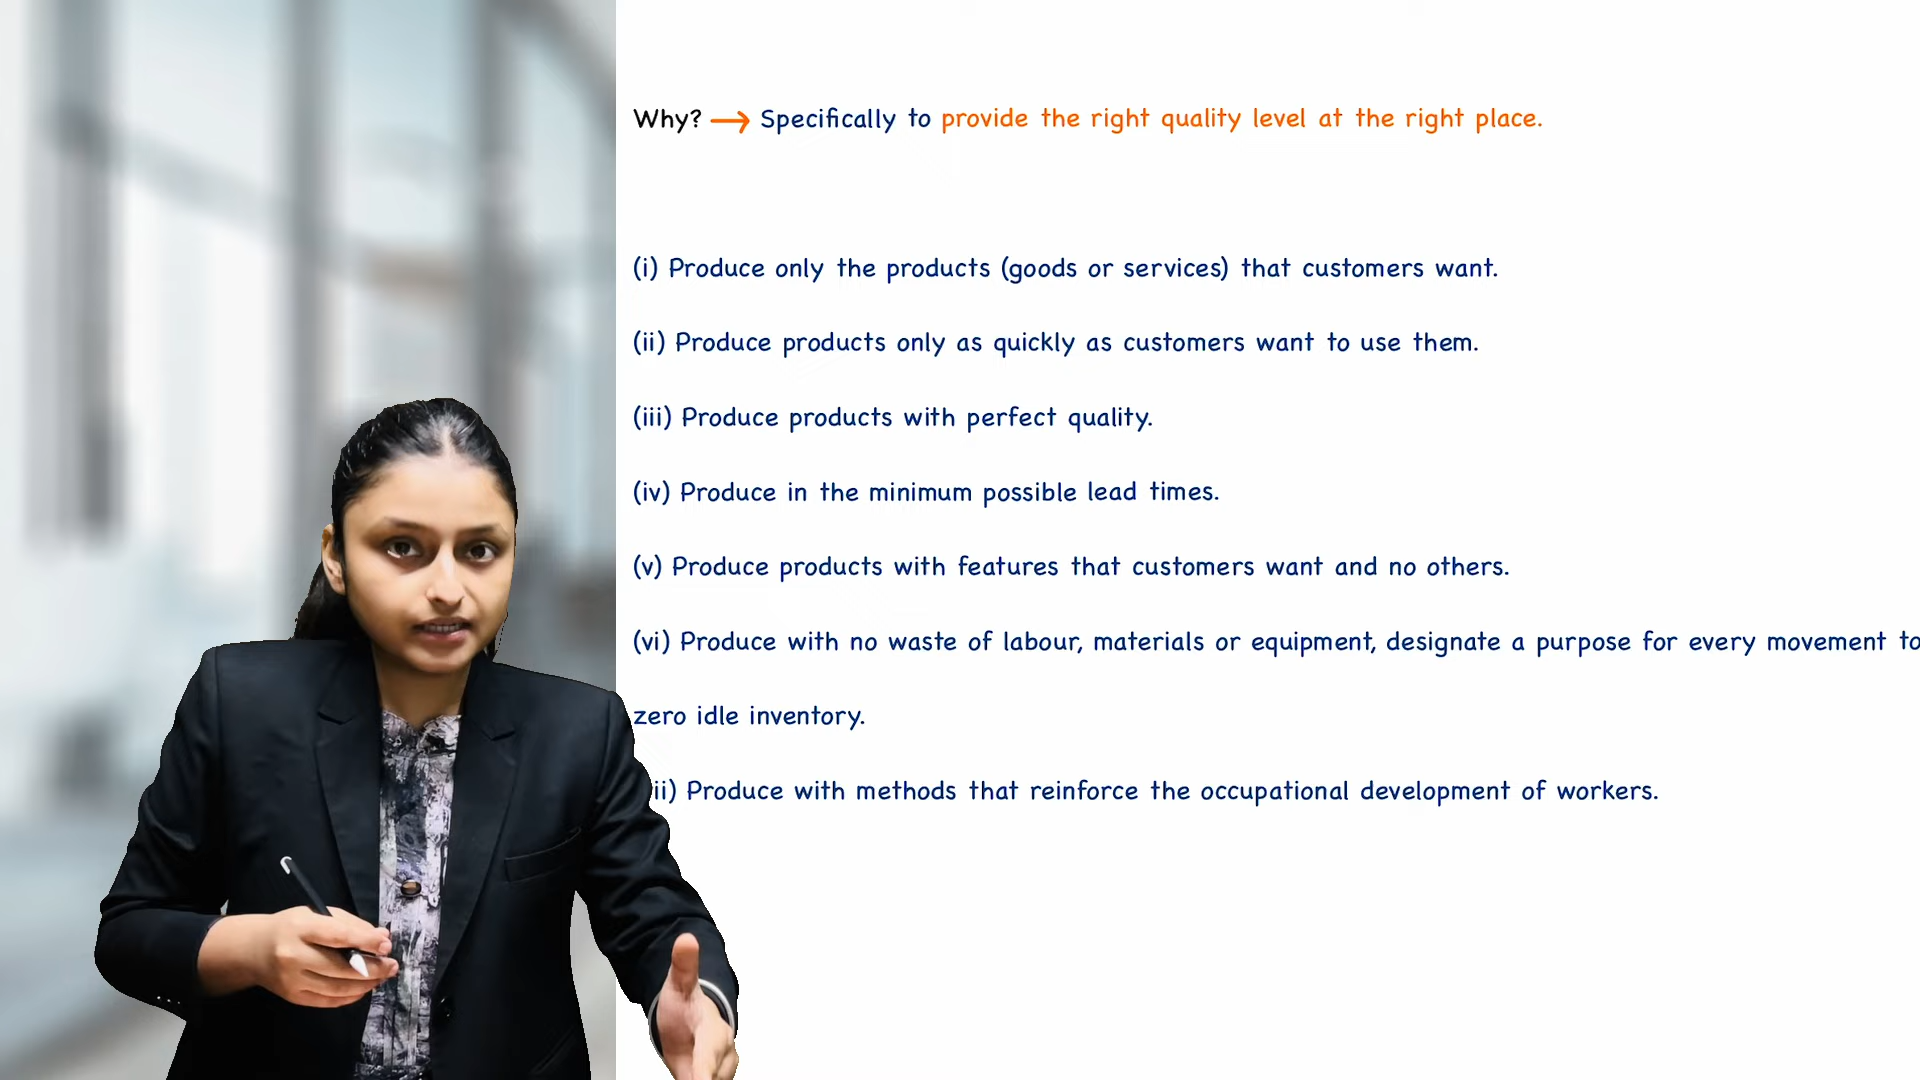 Why? → Specifically to provide the right quality level at the right place.
(i) Produce only the products (goods or services) that customers want.
(ii) Produce products only as quickly as customers want to use them.
(iii) Produce products with perfect quality.
(iv) Produce in the minimum possible lead times.
(v) Produce products with features that customers want and no others.
(vi) Produce with no waste of labour, materials or equipment, designate a purpose for every movement to
zero idle inventory.
ii) Produce with methods that reinforce the occupational development of workers.